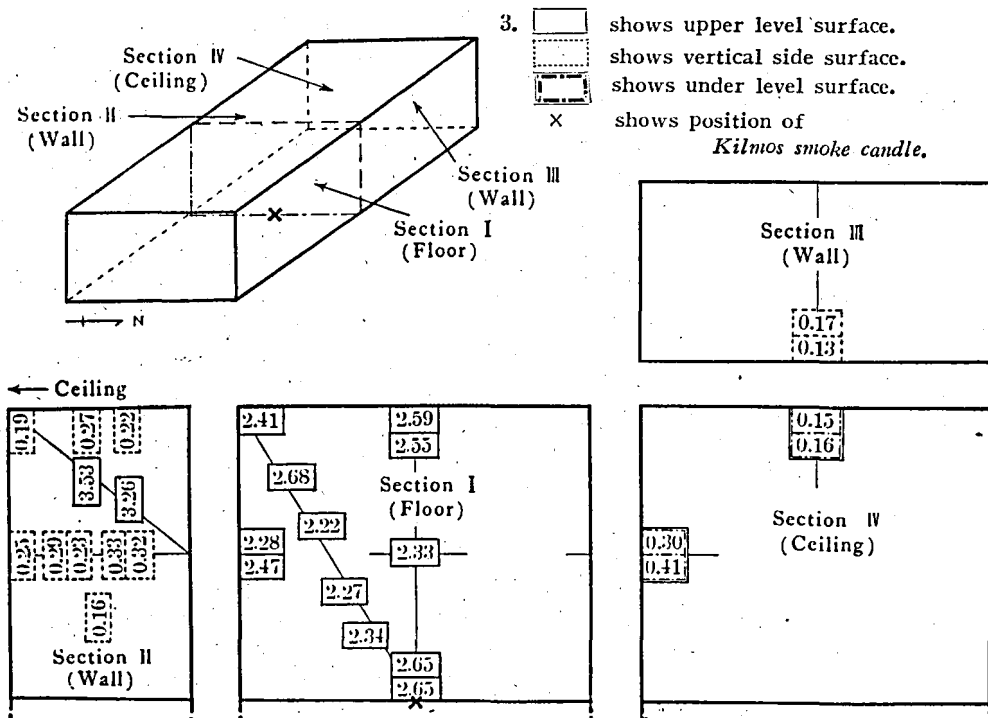 3. shows upper level surface.
shows vertical side surface.
shows under level surface.
× shows position of
Kilmos smoke candle.
Section IV
(Ceiling)
Section II
(Wall)
Section III
(Wall)
Section I
(Floor)
×
N
Section III
(Wall)
0.17
0.13
← Ceiling
0.19
0.27
0.22
3.53
3.26
0.25
0.29
0.23
0.33
0.32
0.16
Section II
(Wall)
2.41
2.59
2.55
2.68
Section I
(Floor)
2.22
2.28
2.47
2.33
2.27
2.34
2.65
2.65
×
0.15
0.16
Section IV
(Ceiling)
0.30
0.41